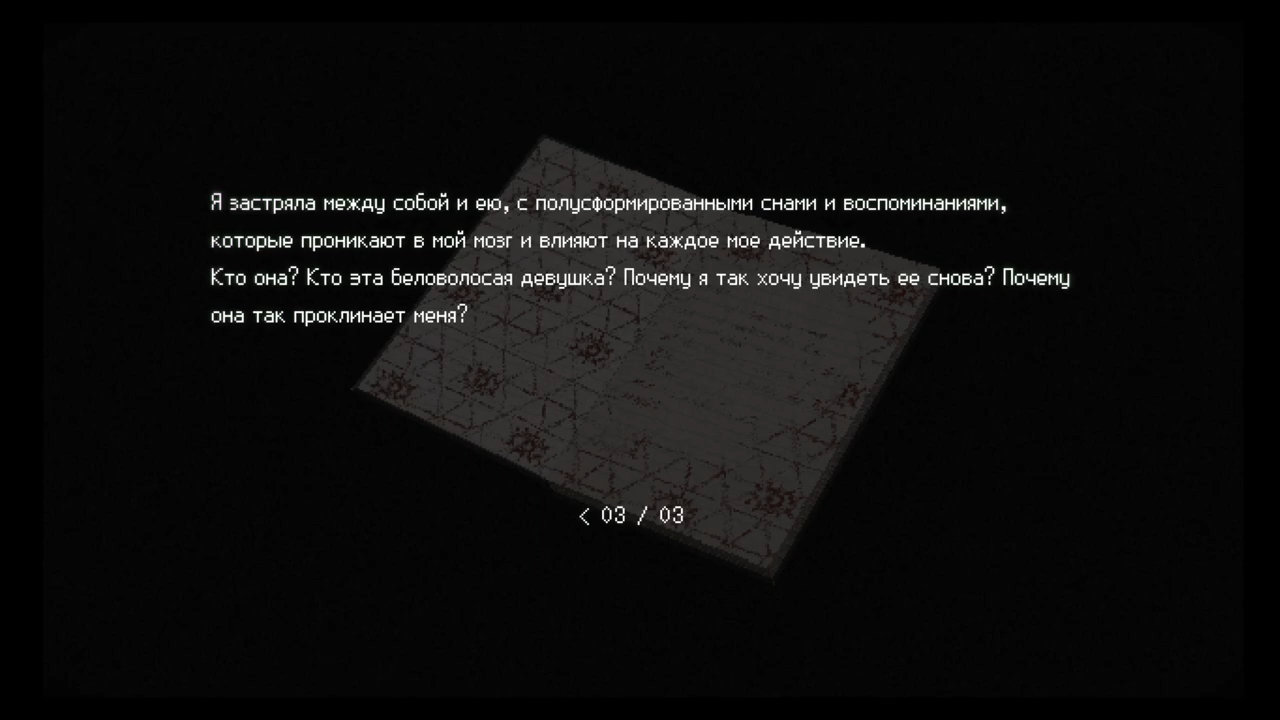 Я застряла между собой и ею, с полусформированными снами и воспоминаниями,
которые проникают в мой мозг и влияют на каждое мое действие.
Кто она? Кто эта беловолосая девушка? Почему я так хочу увидеть ее снова? Почему
она так проклинает меня?
< 03 / 03